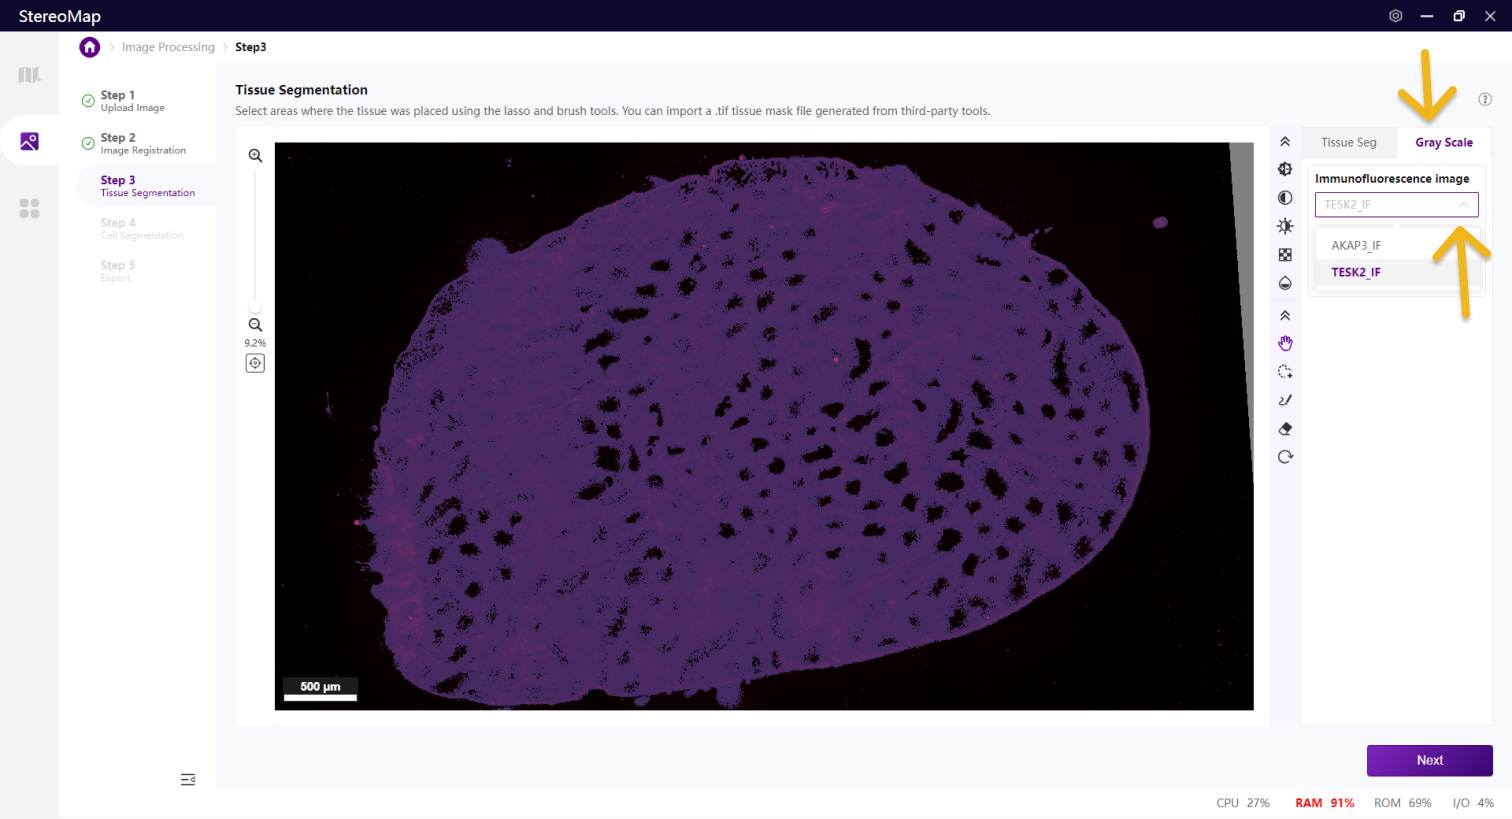 StereoMap
Image Processing
Step3
Step 1
Upload Image
Step 2
Image Registration
Step 3
Tissue Segmentation
Step 4
Cell Segmentation
Step 5
Export
Tissue Segmentation
Select areas where the tissue was placed using the lasso and brush tools. You can import a .tif tissue mask file generated from third-party tools.
9.2%
500 μm
Tissue Seg
Gray Scale
Immunofluorescence image
TESK2_IF
AKAP3_IF
TESK2_IF
Next
CPU 27% RAM 91% ROM 69% I/O 4%